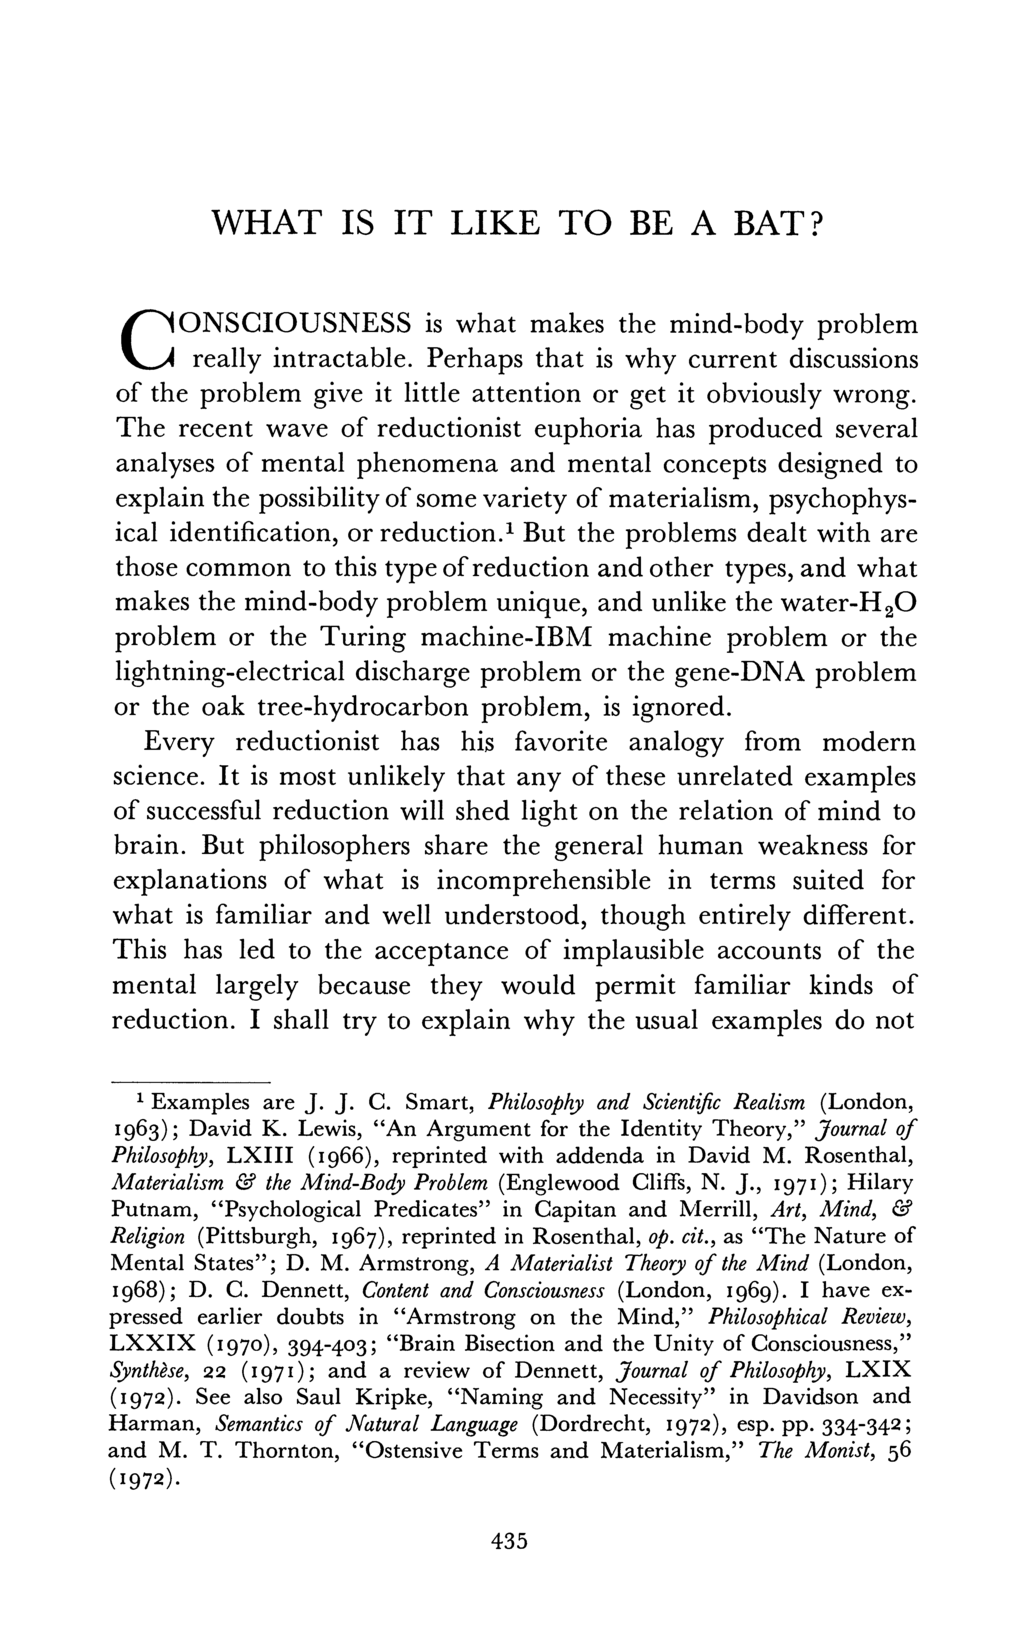 WHAT IS IT LIKE TO BE A BAT?
CONSCIOUSNESS is what makes the mind-body problem
really intractable. Perhaps that is why current discussions
of the problem give it little attention or get it obviously wrong.
The recent wave of reductionist euphoria has produced several
analyses of mental phenomena and mental concepts designed to
explain the possibility of some variety of materialism, psychophys-
ical identification, or reduction.¹ But the problems dealt with are
those common to this type of reduction and other types, and what
makes the mind-body problem unique, and unlike the water-H₂O
problem or the Turing machine-IBM machine problem or the
lightning-electrical discharge problem or the gene-DNA problem
or the oak tree-hydrocarbon problem, is ignored.
Every reductionist has his favorite analogy from modern
science. It is most unlikely that any of these unrelated examples
of successful reduction will shed light on the relation of mind to
brain. But philosophers share the general human weakness for
explanations of what is incomprehensible in terms suited for
what is familiar and well understood, though entirely different.
This has led to the acceptance of implausible accounts of the
mental largely because they would permit familiar kinds of
reduction. I shall try to explain why the usual examples do not
¹ Examples are J. J. C. Smart, Philosophy and Scientific Realism (London,
1963); David K. Lewis, “An Argument for the Identity Theory,” Journal of
Philosophy, LXIII (1966), reprinted with addenda in David M. Rosenthal,
Materialism & the Mind-Body Problem (Englewood Cliffs, N. J., 1971); Hilary
Putnam, “Psychological Predicates” in Capitan and Merrill, Art, Mind, &
Religion (Pittsburgh, 1967), reprinted in Rosenthal, op. cit., as “The Nature of
Mental States”; D. M. Armstrong, A Materialist Theory of the Mind (London,
1968); D. C. Dennett, Content and Consciousness (London, 1969). I have ex-
pressed earlier doubts in “Armstrong on the Mind,” Philosophical Review,
LXXIX (1970), 394-403; “Brain Bisection and the Unity of Consciousness,”
Synthèse, 22 (1971); and a review of Dennett, Journal of Philosophy, LXIX
(1972). See also Saul Kripke, “Naming and Necessity” in Davidson and
Harman, Semantics of Natural Language (Dordrecht, 1972), esp. pp. 334-342;
and M. T. Thornton, “Ostensive Terms and Materialism,” The Monist, 56
(1972).
435